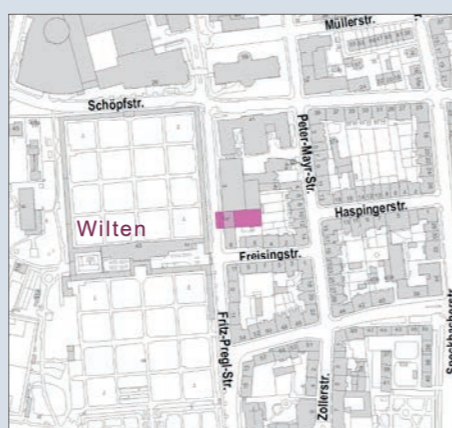 Müllerstr.
Schöpfstr.
Peter-Mayr-Str.
Wilten
Haspingerstr.
Freisingstr.
Fritz-Pregl-Str.
Zollerstr.
Speckbacherstr.